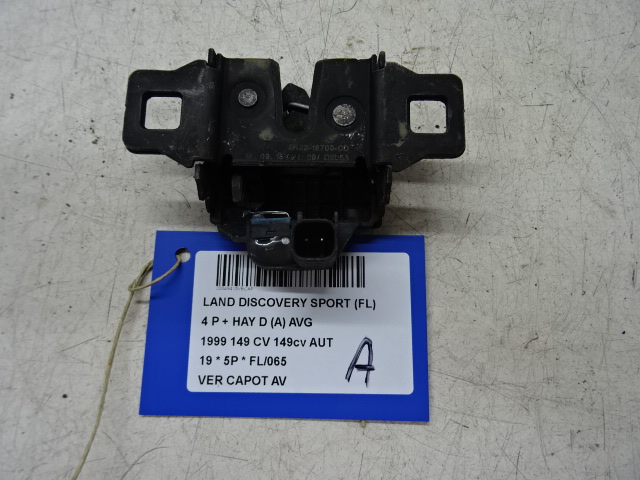 LAND DISCOVERY SPORT (FL)
4 P + HAY D (A) AVG
1999 149 CV 149cv AUT
19 * 5P * FL/065
VER CAPOT AV
A